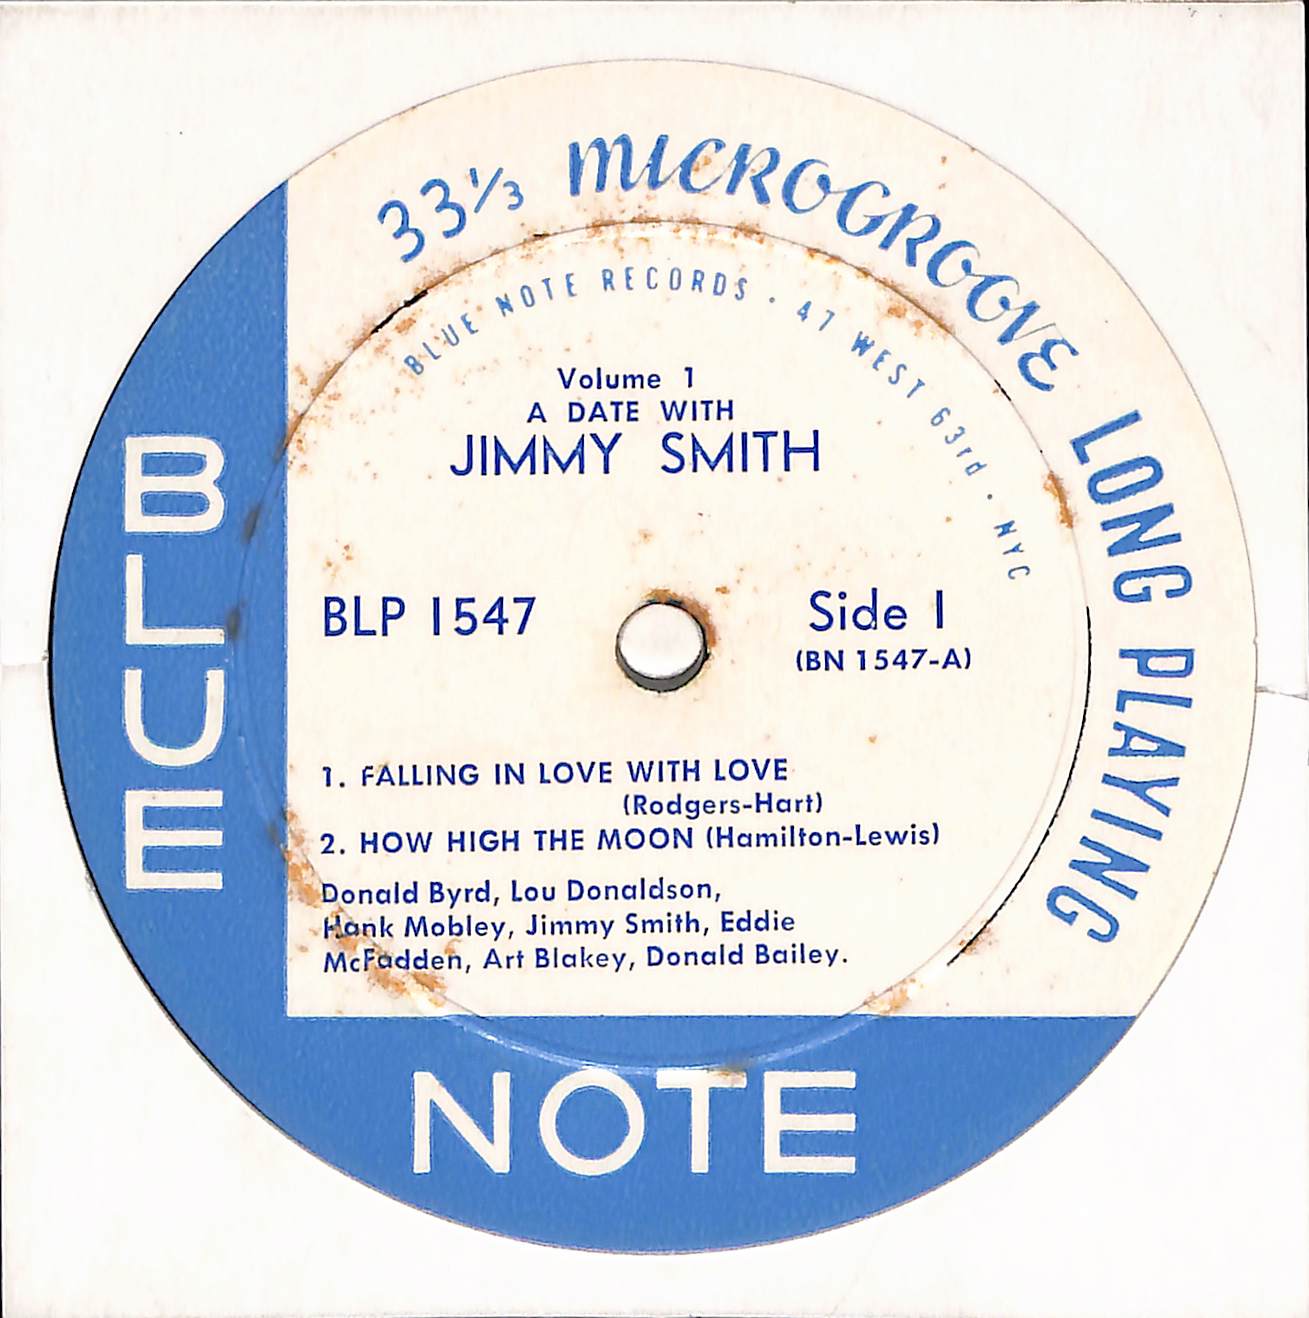 33⅓ MICROGROOVE LONG PLAYING
BLUE NOTE RECORDS · 47 WEST 63rd · NYC
Volume 1
A DATE WITH
JIMMY SMITH
BLP 1547
Side 1
(BN 1547-A)
1. FALLING IN LOVE WITH LOVE
(Rodgers-Hart)
2. HOW HIGH THE MOON (Hamilton-Lewis)
Donald Byrd, Lou Donaldson,
Hank Mobley, Jimmy Smith, Eddie
McFadden, Art Blakey, Donald Bailey.
BLUE
NOTE